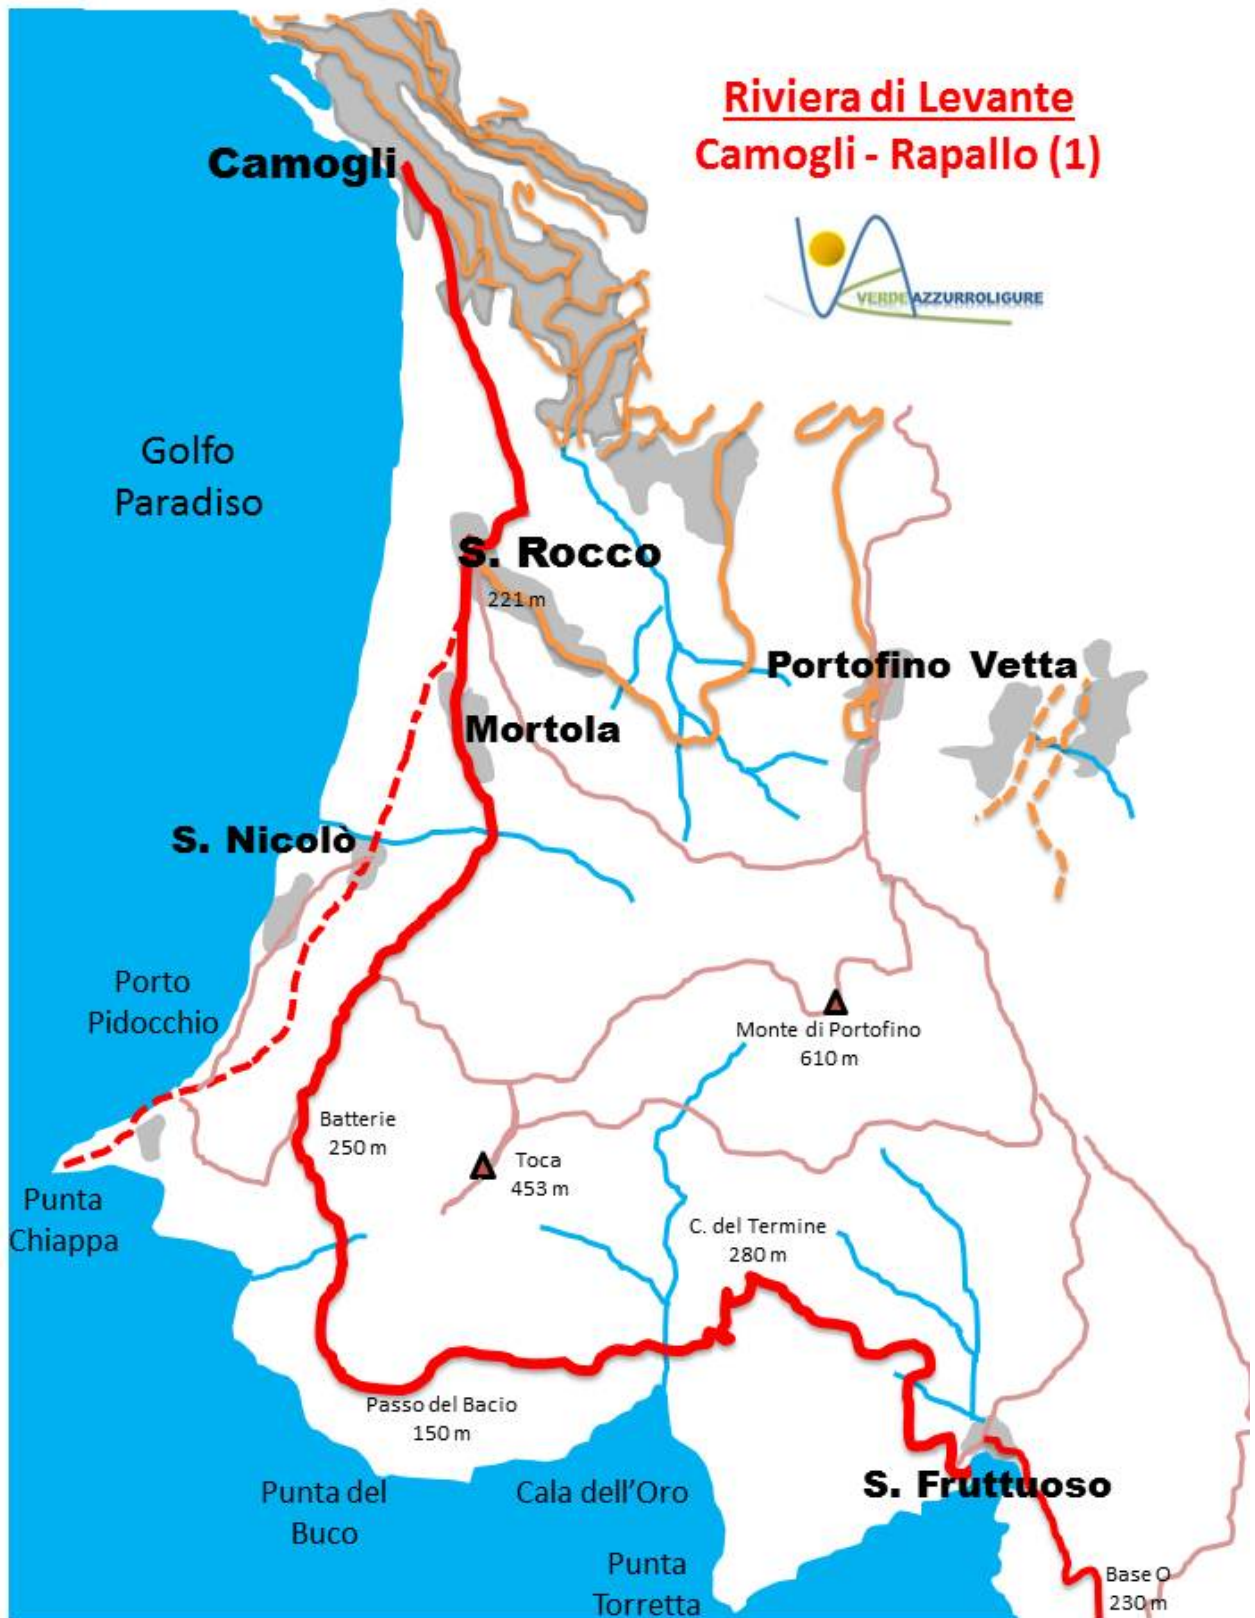 Riviera di Levante
Camogli - Rapallo (1)
Camogli
VERDEAZZURROLIGURE
Golfo
Paradiso
S. Rocco
221 m
Portofino Vetta
Mortola
S. Nicolò
Porto
Pidocchio
Monte di Portofino
610 m
Batterie
250 m
Toca
453 m
Punta
Chiappa
C. del Termine
280 m
Passo del Bacio
150 m
S. Fruttuoso
Punta del
Buco
Cala dell'Oro
Punta
Torretta
Base O
230 m